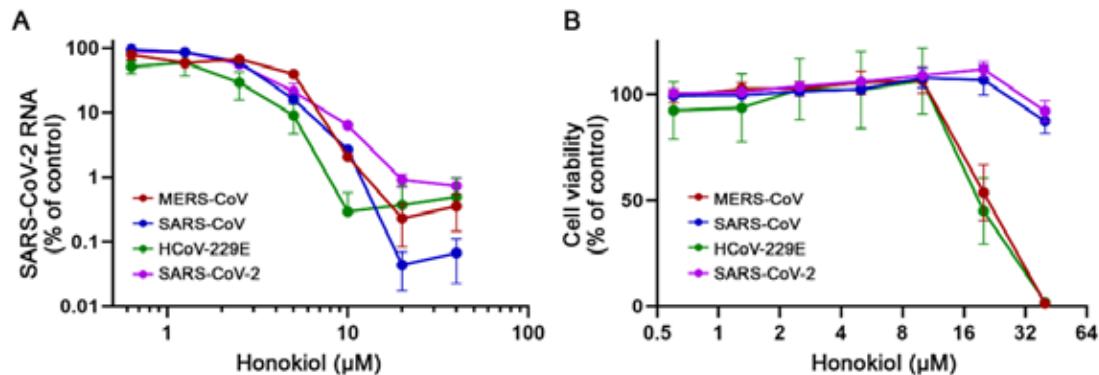 A
SARS-CoV-2 RNA
(% of control)
100
10
1
0.1
0.01
MERS-CoV
SARS-CoV
HCoV-229E
SARS-CoV-2
1
10
100
Honokiol (µM)
B
Cell viability
(% of control)
100
50
0
MERS-CoV
SARS-CoV
HCoV-229E
SARS-CoV-2
0.5
1
2
4
8
16
32
64
Honokiol (µM)